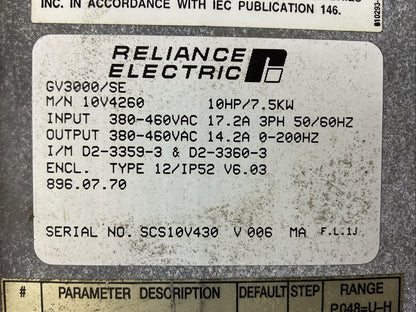 INC. IN ACCORDANCE WITH IEC PUBLICATION 146.
RELIANCE
ELECTRIC
GV3000/SE
M/N 10V4260 10HP/7.5KW
INPUT 380-460VAC 17.2A 3PH 50/60HZ
OUTPUT 380-460VAC 14.2A 0-200HZ
I/M D2-3359-3 & D2-3360-3
ENCL. TYPE 12/IP52 V6.03
896.07.70
SERIAL NO. SCS10V430 V 006 MA F.L.1J
# PARAMETER DESCRIPTION DEFAULT STEP RANGE
P048=U-H